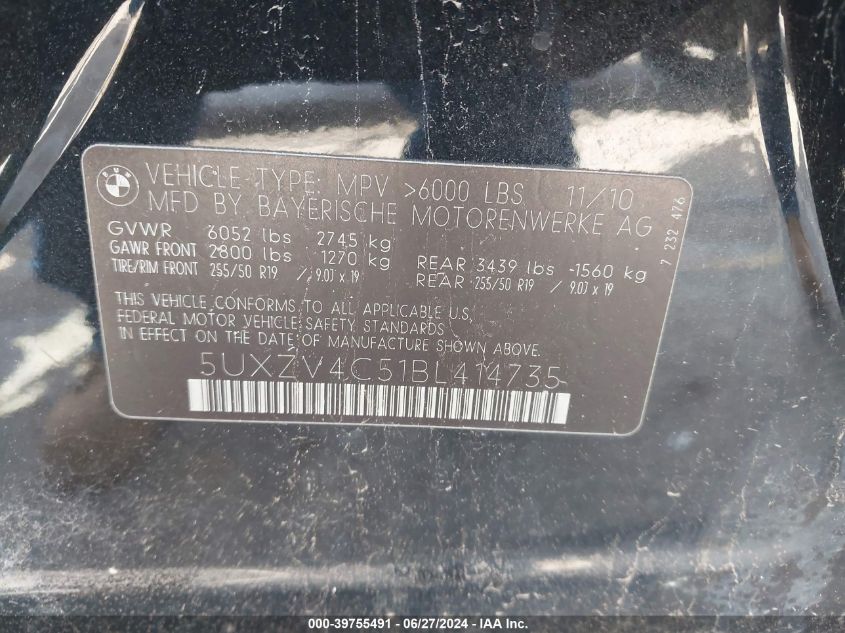 BMW
VEHICLE TYPE: MPV >6000 LBS 11/10
MFD BY BAYERISCHE MOTORENWERKE AG
GVWR 6052 lbs 2745 kg
GAWR FRONT 2800 lbs 1270 kg REAR 3439 lbs -1560 kg
TIRE/RIM FRONT 255/50 R19 / 9.0J x 19 REAR 255/50 R19 / 9.0J x 19
THIS VEHICLE CONFORMS TO ALL APPLICABLE U.S.
FEDERAL MOTOR VEHICLE SAFETY STANDARDS
IN EFFECT ON THE DATE OF MANUFACTURE SHOWN ABOVE.
5UXZV4C51BL414735
7 232 476
000-39755491 - 06/27/2024 - IAA Inc.